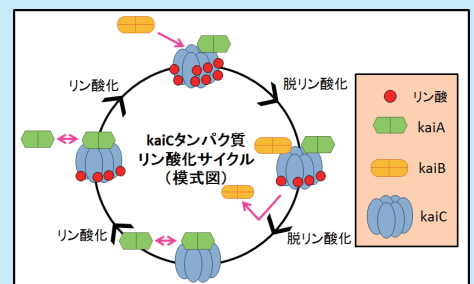 リン酸化
脱リン酸化
kaiCタンパク質
リン酸化サイクル
（模式図）
リン酸化
脱リン酸化
リン酸
kaiA
kaiB
kaiC